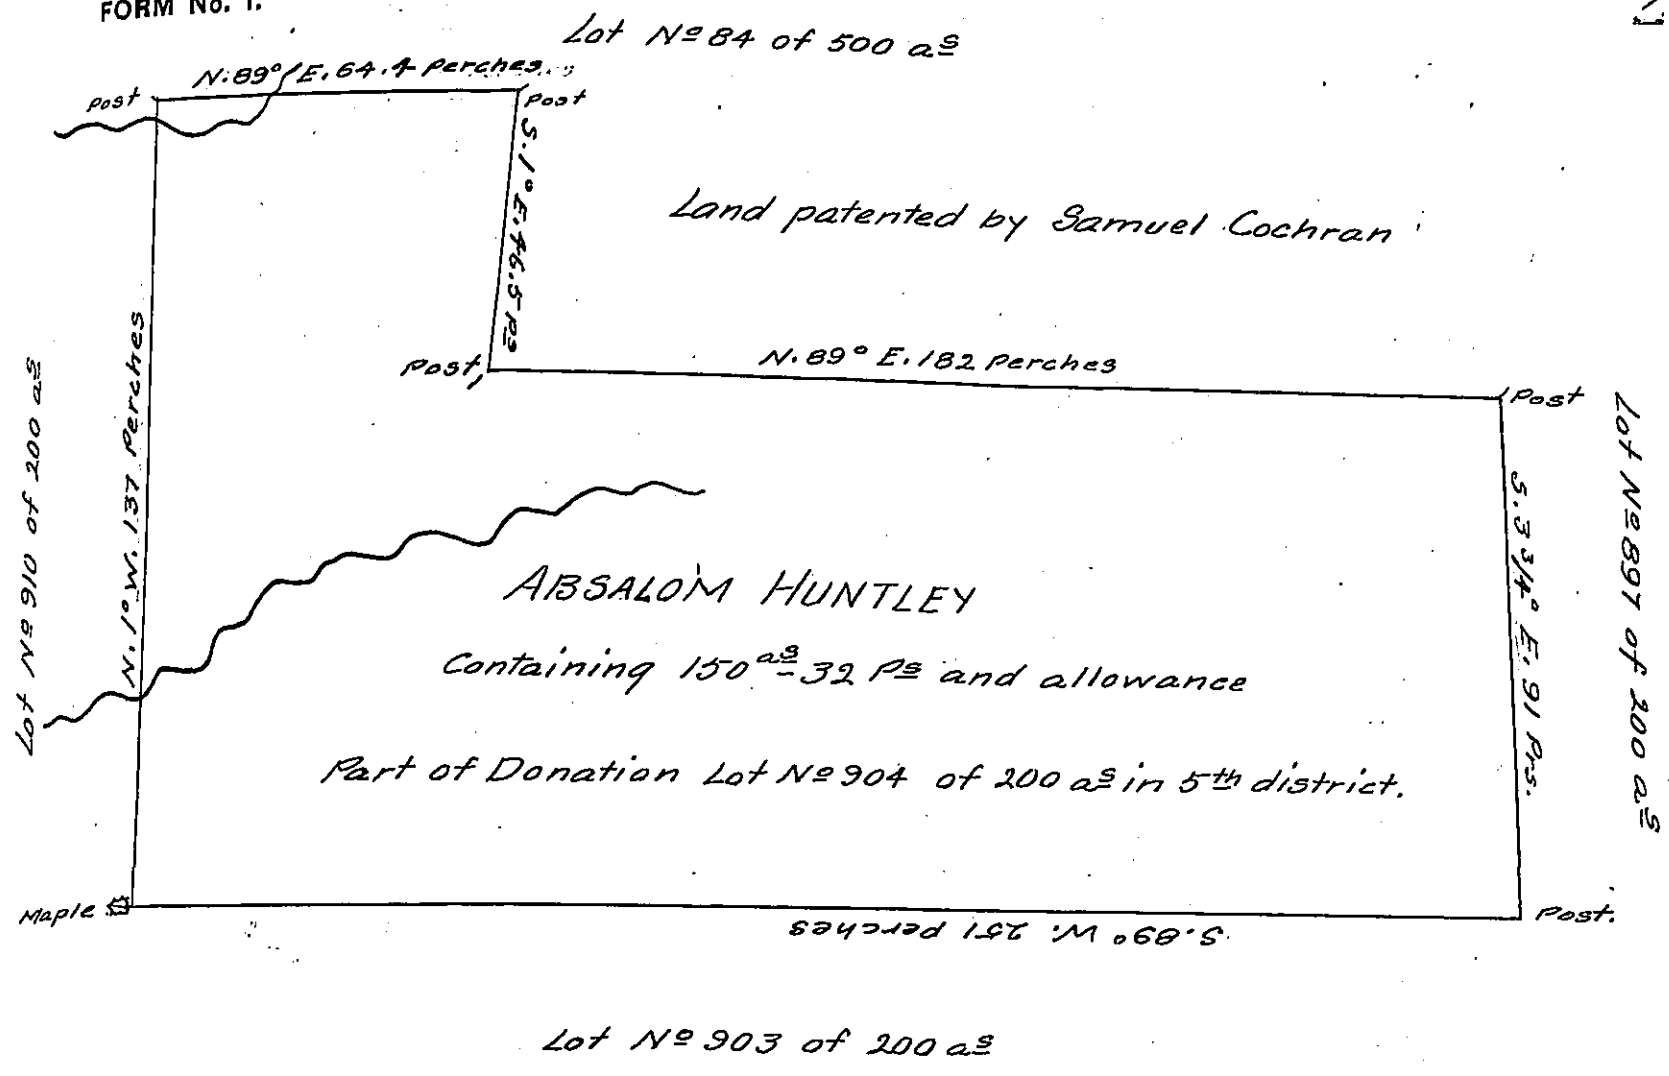 FORM No. 1.
Lot Nº 84 of 500 aS
N. 89° E. 64.4 Perches
Post
Post
S. 1° E. 46.5 Ps
Land patented by Samuel Cochran
Post,
N. 89° E. 182 Perches
Post
Lot Nº 910 of 200 aS
N. 1° W. 137 Perches
S. 3 3/4° E. 91 Prs.
Lot Nº 897 of 200 aS
ABSALOM HUNTLEY
Containing 150 aS 32 PS and allowance
Part of Donation Lot Nº 904 of 200 aS in 5th district.
Maple
Post.
S. 89° W. 251 perches
Lot Nº 903 of 200 aS